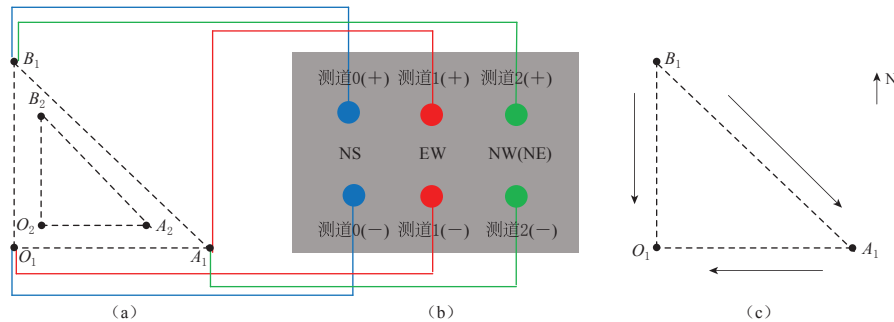 B₁
B₂
O₂
A₂
O₁
A₁
(a)
测道0(+) 测道1(+) 测道2(+)
NS EW NW(NE)
测道0(-) 测道1(-) 测道2(-)
(b)
B₁
N
O₁
A₁
(c)